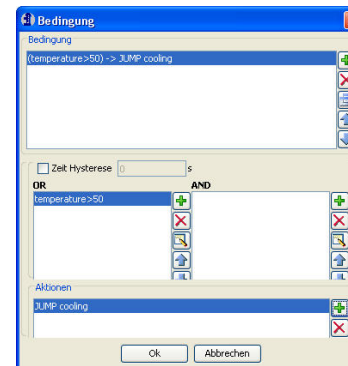 Bedingung
Bedingung
(temperature>50) -> JUMP cooling
Zeit Hysterese 0 s
OR AND
temperature>50
Aktionen
JUMP cooling
Ok Abbrechen